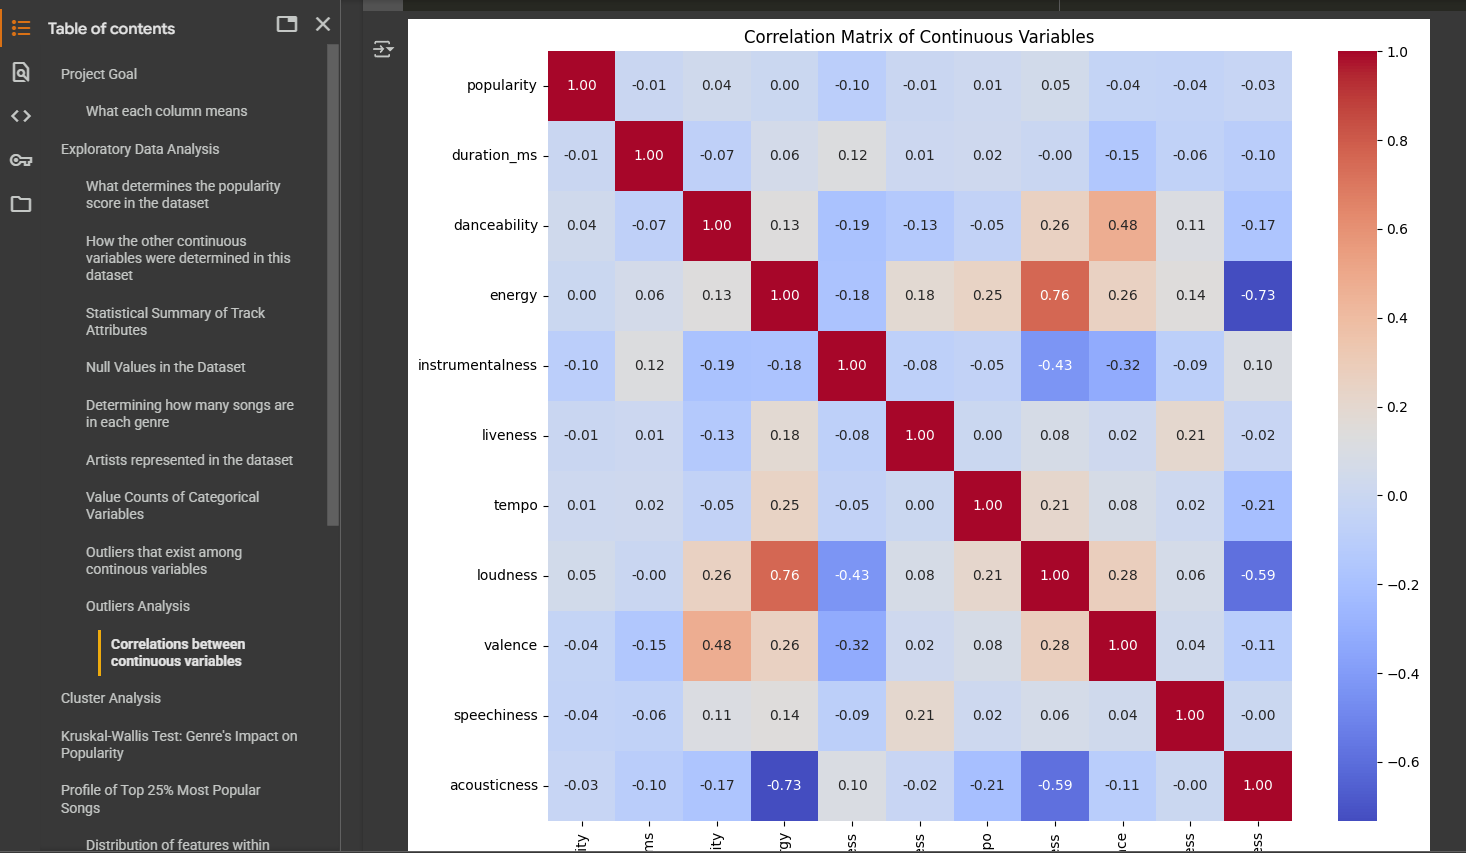 Table of contents
Project Goal
What each column means
Exploratory Data Analysis
What determines the popularity
score in the dataset
How the other continuous
variables were determined in this
dataset
Statistical Summary of Track
Attributes
Null Values in the Dataset
Determining how many songs are
in each genre
Artists represented in the dataset
Value Counts of Categorical
Variables
Outliers that exist among
continous variables
Outliers Analysis
Correlations between
continuous variables
Cluster Analysis
Kruskal-Wallis Test: Genre's Impact on
Popularity
Profile of Top 25% Most Popular
Songs
Distribution of features within
Correlation Matrix of Continuous Variables
popularity 1.00 -0.01 0.04 0.00 -0.10 -0.01 0.01 0.05 -0.04 -0.04 -0.03
duration_ms -0.01 1.00 -0.07 0.06 0.12 0.01 0.02 -0.00 -0.15 -0.06 -0.10
danceability 0.04 -0.07 1.00 0.13 -0.19 -0.13 -0.05 0.26 0.48 0.11 -0.17
energy 0.00 0.06 0.13 1.00 -0.18 0.18 0.25 0.76 0.26 0.14 -0.73
instrumentalness -0.10 0.12 -0.19 -0.18 1.00 -0.08 -0.05 -0.43 -0.32 -0.09 0.10
liveness -0.01 0.01 -0.13 0.18 -0.08 1.00 0.00 0.08 0.02 0.21 -0.02
tempo 0.01 0.02 -0.05 0.25 -0.05 0.00 1.00 0.21 0.08 0.02 -0.21
loudness 0.05 -0.00 0.26 0.76 -0.43 0.08 0.21 1.00 0.28 0.06 -0.59
valence -0.04 -0.15 0.48 0.26 -0.32 0.02 0.08 0.28 1.00 0.04 -0.11
speechiness -0.04 -0.06 0.11 0.14 -0.09 0.21 0.02 0.06 0.04 1.00 -0.00
acousticness -0.03 -0.10 -0.17 -0.73 0.10 -0.02 -0.21 -0.59 -0.11 -0.00 1.00
ity ms ity rgy ess ess po ess ce ess ess
1.0
0.8
0.6
0.4
0.2
0.0
−0.2
−0.4
−0.6